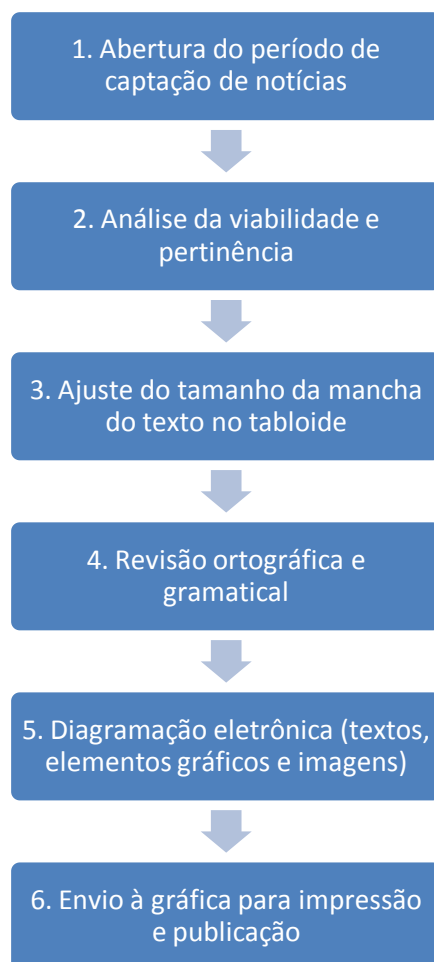 1. Abertura do período de
captação de notícias
2. Análise da viabilidade e
pertinência
3. Ajuste do tamanho da mancha
do texto no tabloide
4. Revisão ortográfica e
gramatical
5. Diagramação eletrônica (textos,
elementos gráficos e imagens)
6. Envio à gráfica para impressão
e publicação